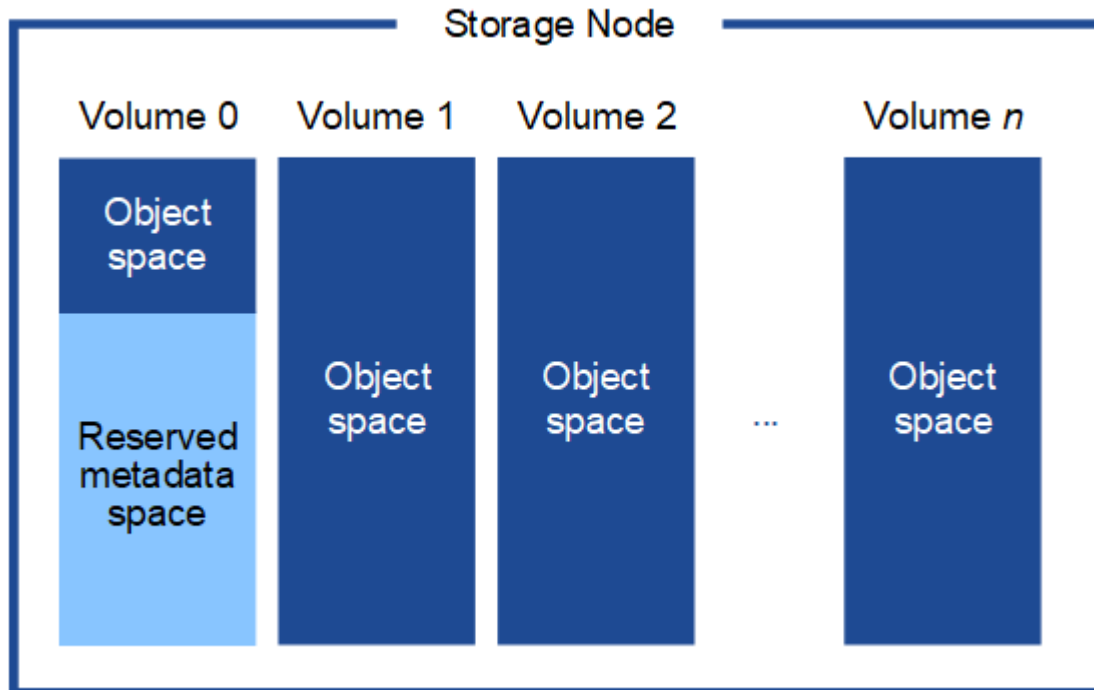 Storage Node
Volume 0
Volume 1
Volume 2
Volume n
Object
space
Reserved
metadata
space
Object
space
Object
space
...
Object
space